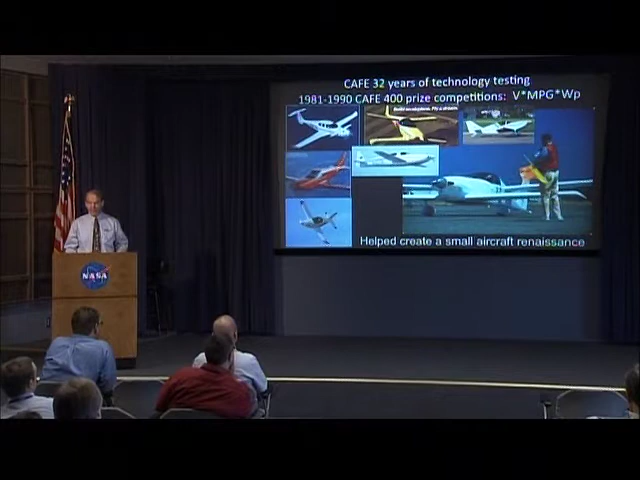 CAFE 32 years of technology testing
1981-1990 CAFE 400 prize competitions: V*MPG*Wp
Helped create a small aircraft renaissance
NASA